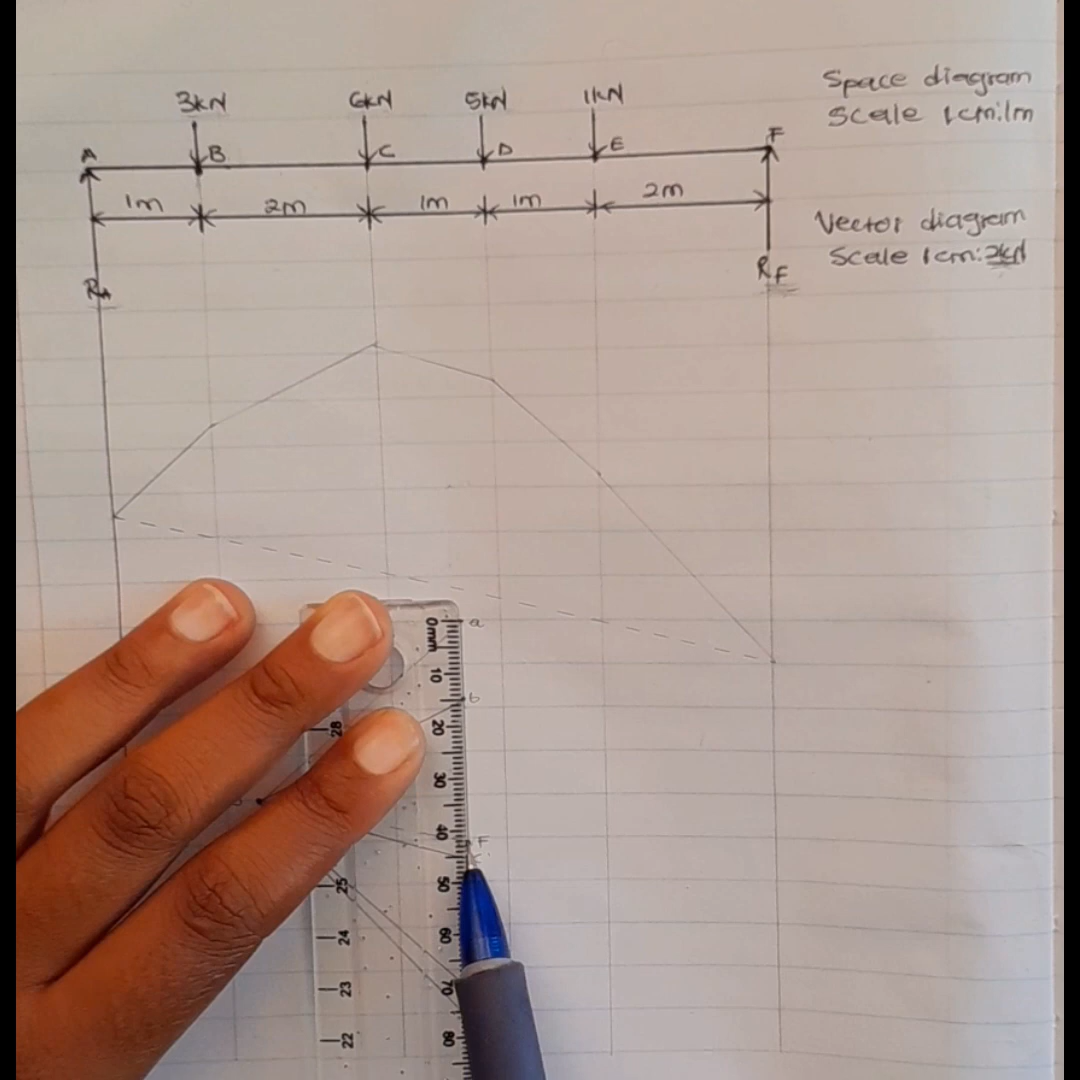 Space diagram
Scale 1cm:1m
3kN 6kN 5kN 1kN
A B C D E F
1m 2m 1m 1m 2m
Vector diagram
Scale 1cm:2kN
RA RF
0mm a
10 b
20 28
30
40 F
50 25
60 24
70 23
80 22